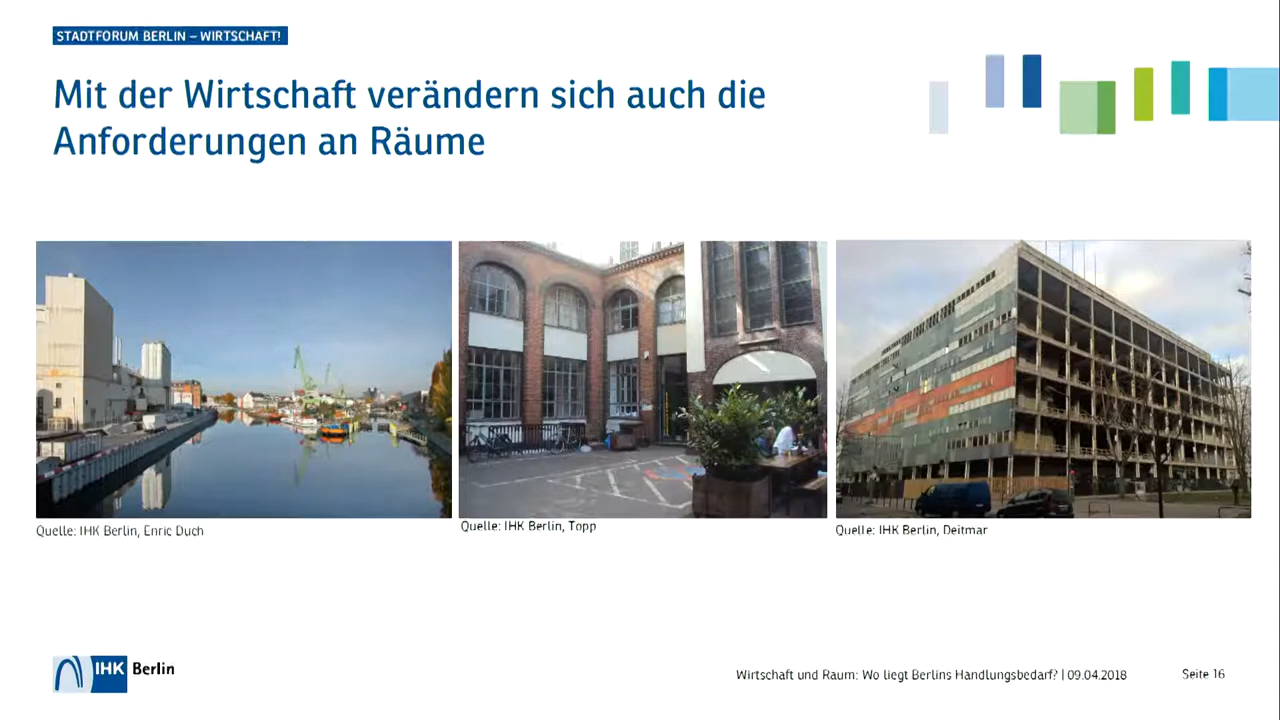 STADTFORUM BERLIN – WIRTSCHAFT!
Mit der Wirtschaft verändern sich auch die
Anforderungen an Räume
Quelle: IHK Berlin, Enric Duch
Quelle: IHK Berlin, Topp
Quelle: IHK Berlin, Deitmar
IHK Berlin
Wirtschaft und Raum: Wo liegt Berlins Handlungsbedarf? | 09.04.2018
Seite 16